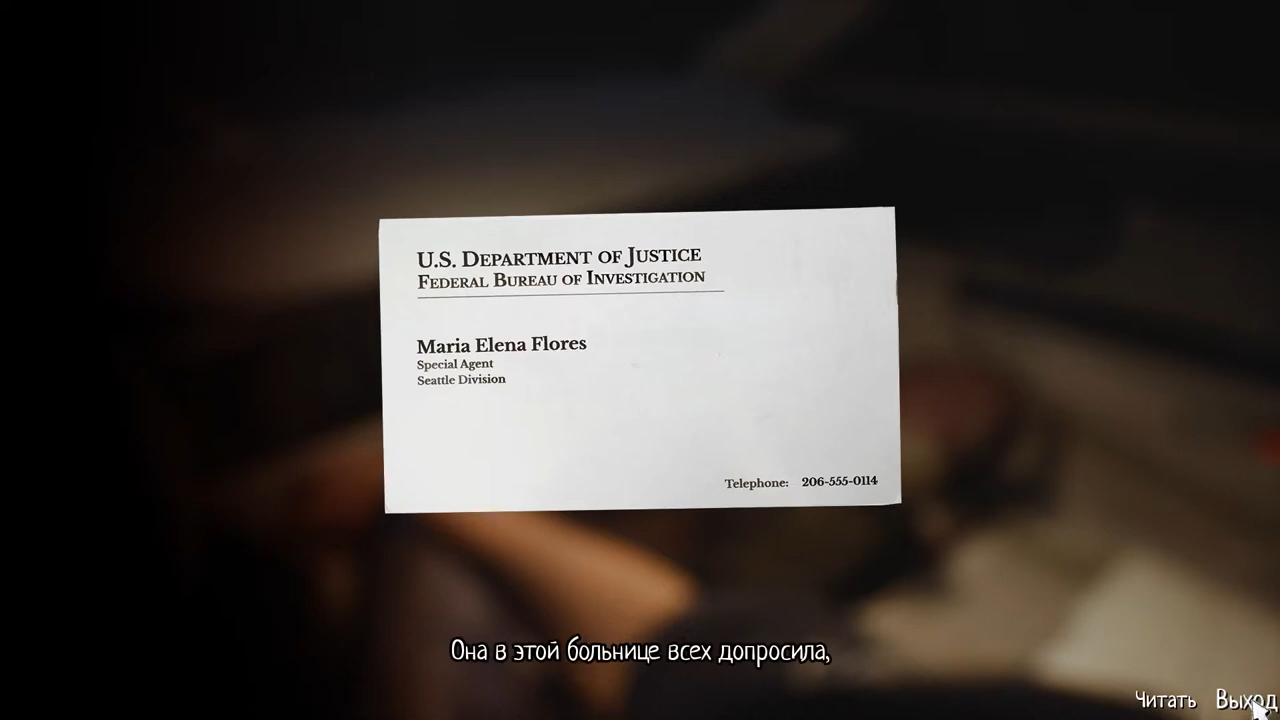 U.S. Department of Justice
Federal Bureau of Investigation
Maria Elena Flores
Special Agent
Seattle Division
Telephone: 206-555-0114
Она в этой больнице всех допросила,
Читать Выход